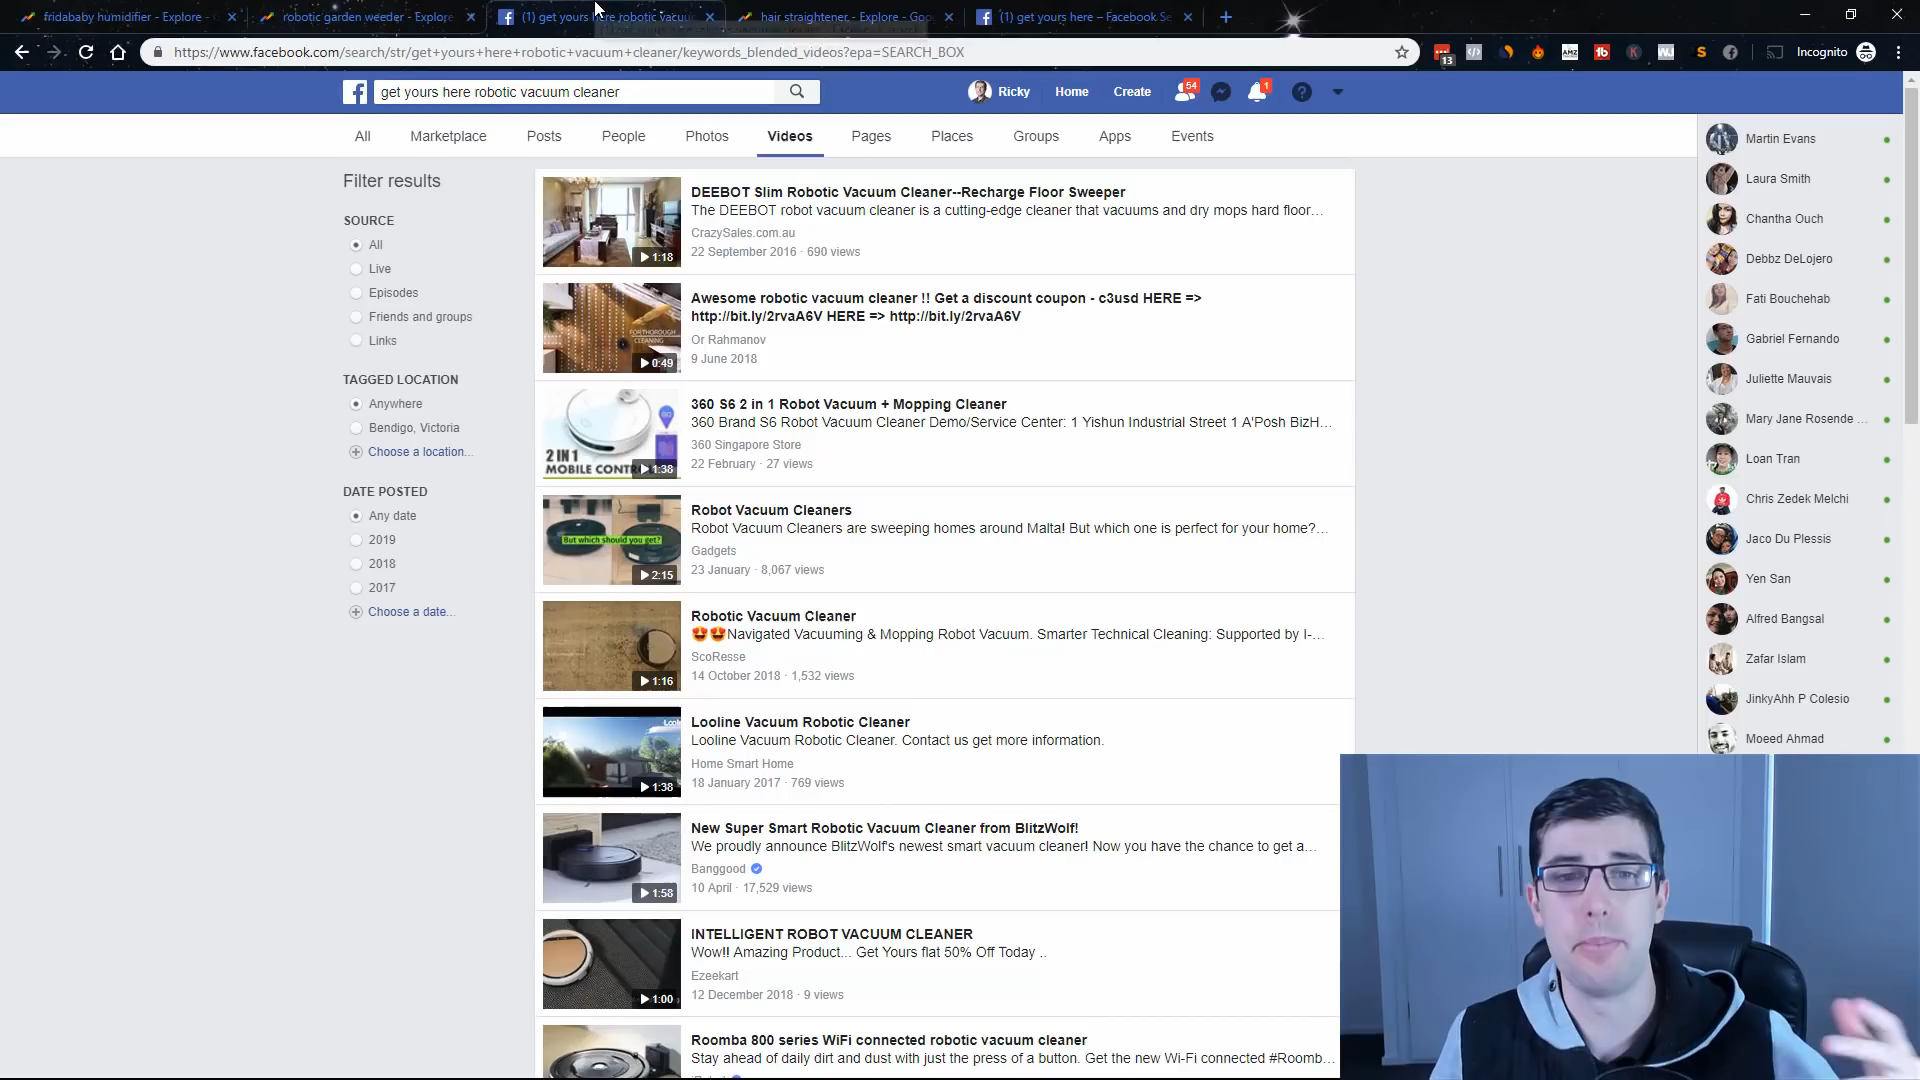 fridababy humidifier - Explore -
robotic garden weeder - Explore
(1) get yours here robotic vacuu
hair straightener - Explore - Goo
(1) get yours here – Facebook Se
https://www.facebook.com/search/str/get+yours+here+robotic+vacuum+cleaner/keywords_blended_videos?epa=SEARCH_BOX
13
AMZ
Incognito
get yours here robotic vacuum cleaner
Ricky
Home
Create
54
1
All
Marketplace
Posts
People
Photos
Videos
Pages
Places
Groups
Apps
Events
Filter results
SOURCE
All
Live
Episodes
Friends and groups
Links
TAGGED LOCATION
Anywhere
Bendigo, Victoria
Choose a location...
DATE POSTED
Any date
2019
2018
2017
Choose a date...
DEEBOT Slim Robotic Vacuum Cleaner--Recharge Floor Sweeper
The DEEBOT robot vacuum cleaner is a cutting-edge cleaner that vacuums and dry mops hard floor...
CrazySales.com.au
22 September 2016 · 690 views
1:18
Awesome robotic vacuum cleaner !! Get a discount coupon - c3usd HERE =>
http://bit.ly/2rvaA6V HERE => http://bit.ly/2rvaA6V
Or Rahmanov
9 June 2018
FOR THOROUGH
CLEANING
0:49
360 S6 2 in 1 Robot Vacuum + Mopping Cleaner
360 Brand S6 Robot Vacuum Cleaner Demo/Service Center: 1 Yishun Industrial Street 1 A'Posh BizH...
360 Singapore Store
22 February · 27 views
2 IN 1
MOBILE CONTR
1:38
Robot Vacuum Cleaners
Robot Vacuum Cleaners are sweeping homes around Malta! But which one is perfect for your home?...
Gadgets
23 January · 8,067 views
But which should you get?
2:15
Robotic Vacuum Cleaner
😍😍Navigated Vacuuming & Mopping Robot Vacuum. Smarter Technical Cleaning: Supported by I-...
ScoResse
14 October 2018 · 1,532 views
1:16
Looline Vacuum Robotic Cleaner
Looline Vacuum Robotic Cleaner. Contact us get more information.
Home Smart Home
18 January 2017 · 769 views
1:38
New Super Smart Robotic Vacuum Cleaner from BlitzWolf!
We proudly announce BlitzWolf's newest smart vacuum cleaner! Now you have the chance to get a...
Banggood
10 April · 17,529 views
1:58
INTELLIGENT ROBOT VACUUM CLEANER
Wow!! Amazing Product... Get Yours flat 50% Off Today ..
Ezeekart
12 December 2018 · 9 views
1:00
Roomba 800 series WiFi connected robotic vacuum cleaner
Stay ahead of daily dirt and dust with just the press of a button. Get the new Wi-Fi connected #Roomb...
Martin Evans
Laura Smith
Chantha Ouch
Debbz DeLojero
Fati Bouchehab
Gabriel Fernando
Juliette Mauvais
Mary Jane Rosende ...
Loan Tran
Chris Zedek Melchi
Jaco Du Plessis
Yen San
Alfred Bangsal
Zafar Islam
JinkyAhh P Colesio
Moeed Ahmad